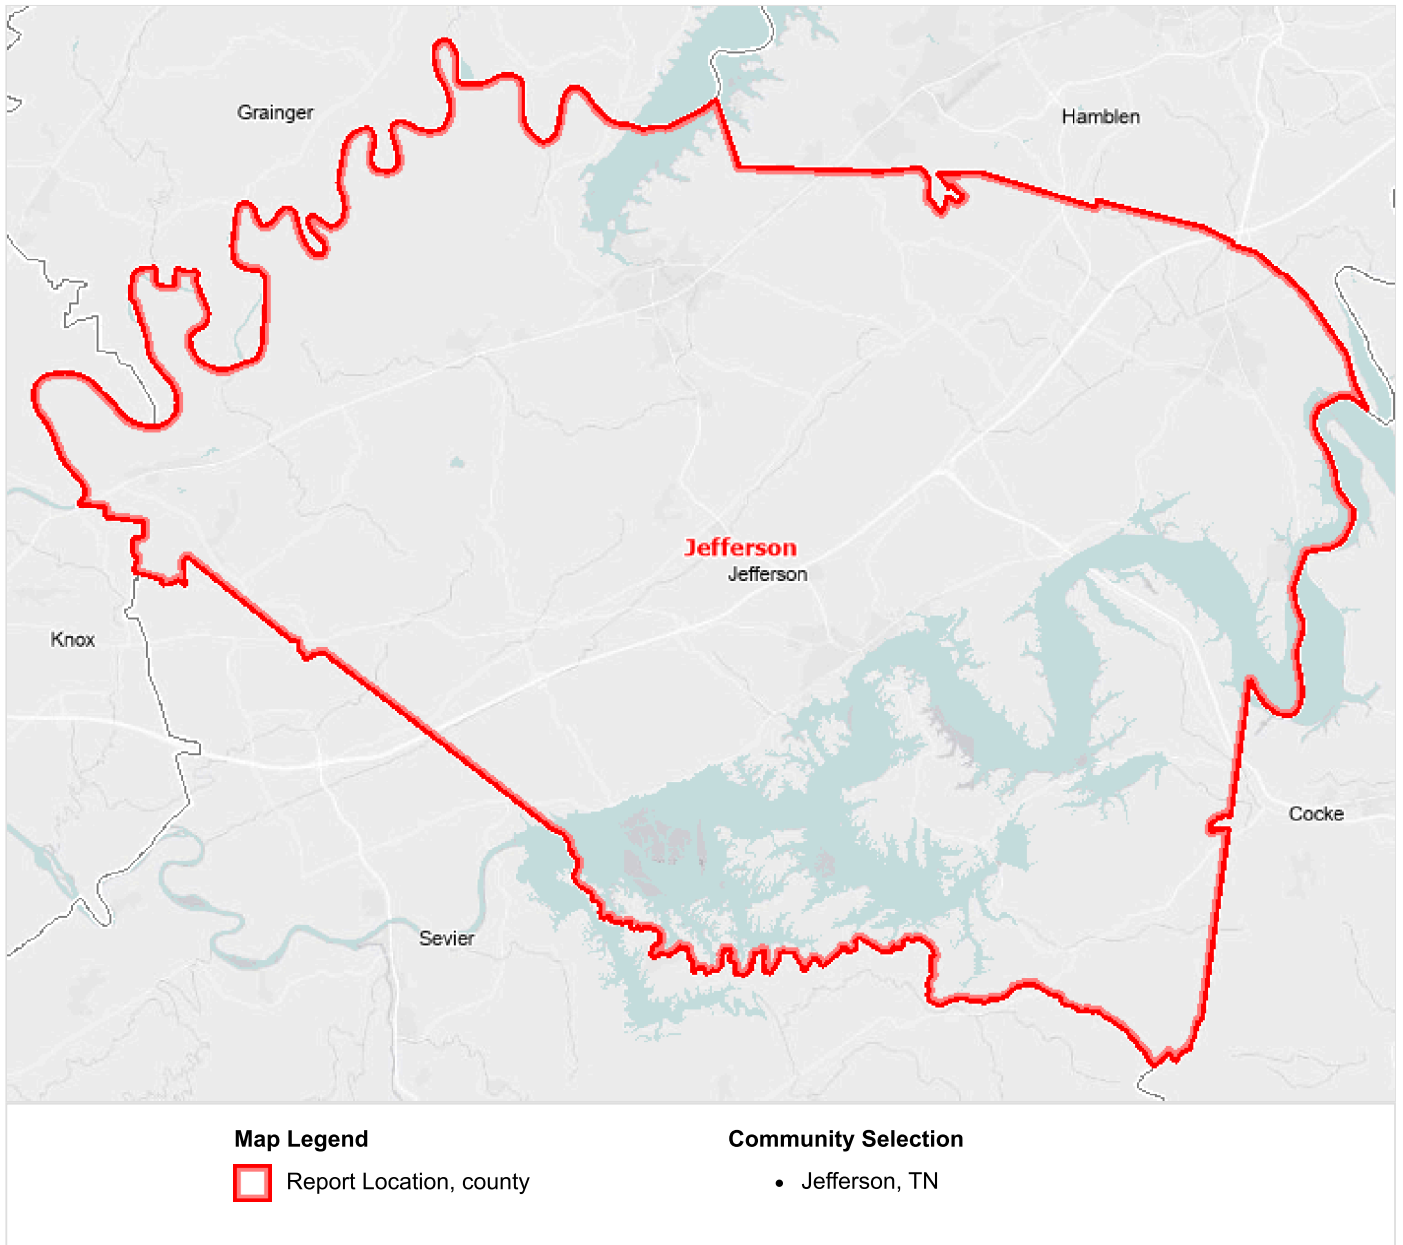 Grainger
Hamblen
Jefferson
Jefferson
Knox
Cocke
Sevier
Map Legend
Report Location, county
Community Selection
• Jefferson, TN